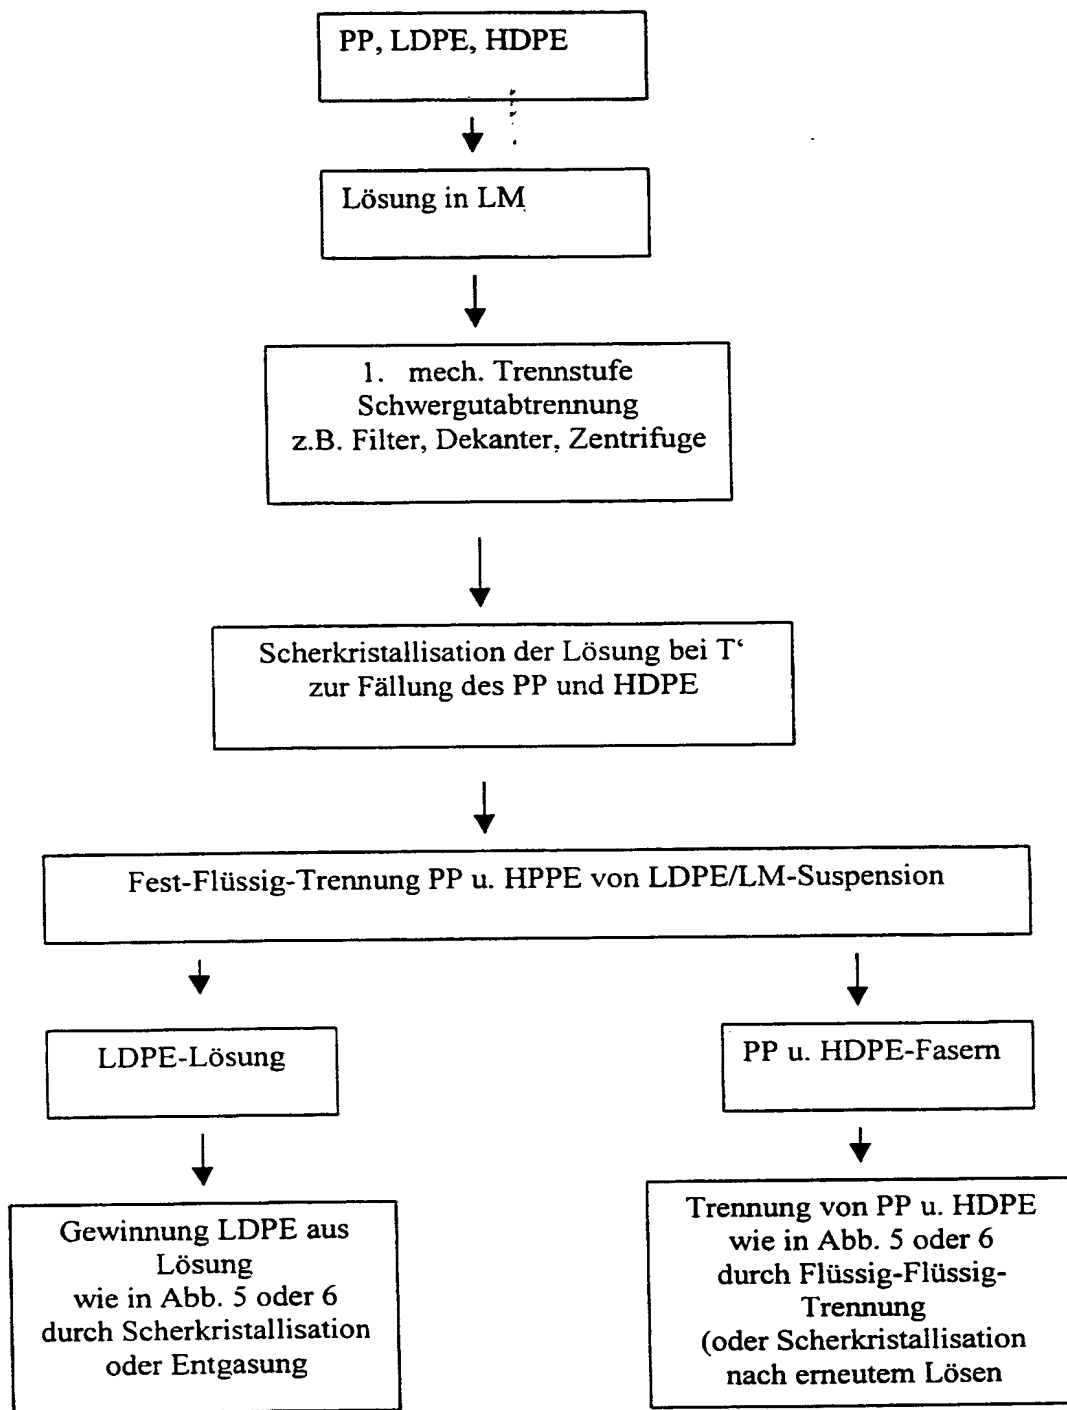 PP, LDPE, HDPE
Lösung in LM
1. mech. Trennstufe
Schwergutabtrennung
z.B. Filter, Dekanter, Zentrifuge
Scherkristallisation der Lösung bei T‘
zur Fällung des PP und HDPE
Fest-Flüssig-Trennung PP u. HPPE von LDPE/LM-Suspension
LDPE-Lösung
PP u. HDPE-Fasern
Gewinnung LDPE aus
Lösung
wie in Abb. 5 oder 6
durch Scherkristallisation
oder Entgasung
Trennung von PP u. HDPE
wie in Abb. 5 oder 6
durch Flüssig-Flüssig-
Trennung
(oder Scherkristallisation
nach erneutem Lösen